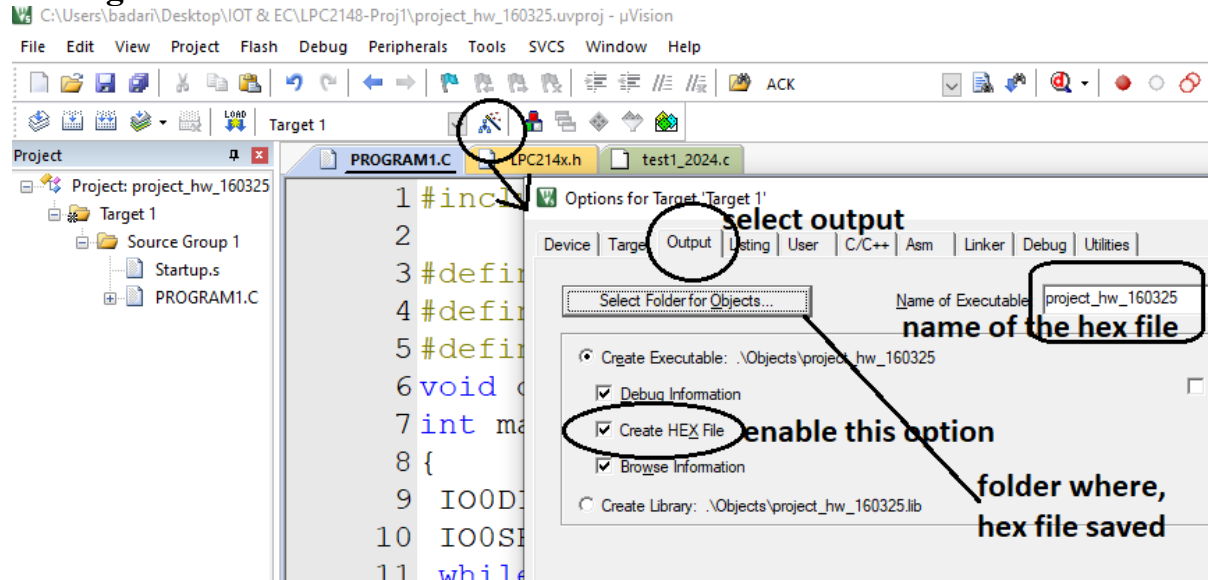 C:\Users\badari\Desktop\IOT & EC\LPC2148-Proj1\project_hw_160325.uvproj - µVision
File Edit View Project Flash Debug Peripherals Tools SVCS Window Help
ACK
LOAD Target 1
Project
PROGRAM1.C LPC214x.h test1_2024.c
Project: project_hw_160325
Target 1
Source Group 1
Startup.s
PROGRAM1.C
1 #incl
2
3 #defin
4 #defin
5 #defin
6 void
7 int ma
8 {
9 IO0DI
10 IO0SE
11 while
Options for Target 'Target 1'
select output
Device Targe Output Listing User C/C++ Asm Linker Debug Utilities
Select Folder for Objects... Name of Executable project_hw_160325
name of the hex file
Create Executable: .\Objects\project_hw_160325
Debug Information
Create HEX File enable this option
Browse Information
folder where,
Create Library: .\Objects\project_hw_160325.lib
hex file saved